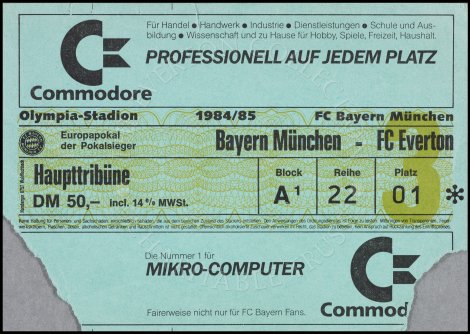 Für Handel • Handwerk • Industrie • Dienstleistungen • Schule und Aus-
bildung • Wissenschaft und zu Hause für Hobby, Spiele, Freizeit, Haushalt.
PROFESSIONELL AUF JEDEM PLATZ
Commodore
Olympia-Stadion 1984/85 FC Bayern München
Europapokal
der Pokalsieger
Bayern München - FC Everton
3
Haupttribüne
DM 50,– incl. 14% MWSt.
Block
A1
Reihe
22
Platz
01 *
Die Nummer 1 für
MIKRO-COMPUTER
Fairerweise nicht nur für FC Bayern Fans.
Commod